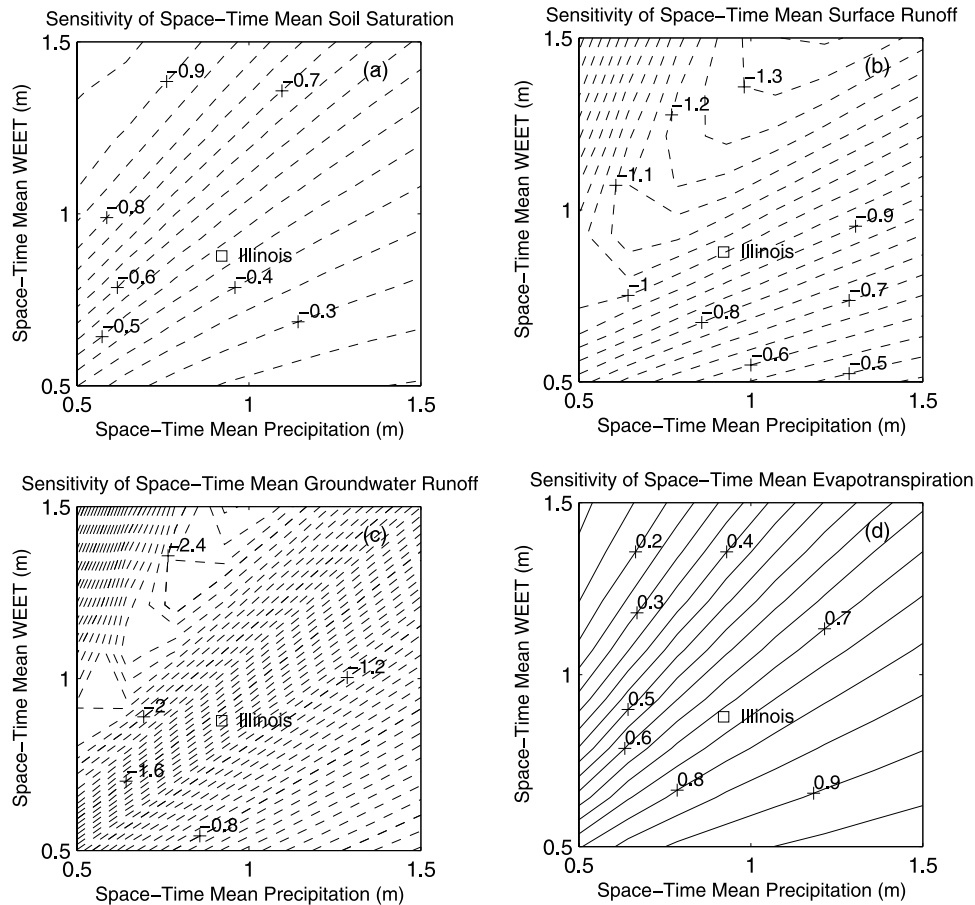 Sensitivity of Space-Time Mean Soil Saturation
(a)
-0.9
-0.7
-0.8
-0.6
-0.5
-0.4
-0.3
Illinois
1.5
1
0.5
0.5 1 1.5
Space-Time Mean WEET (m)
Space-Time Mean Precipitation (m)
Sensitivity of Space-Time Mean Surface Runoff
(b)
-1.3
-1.2
-1.1
-0.9
-1
-0.8
-0.7
-0.6
-0.5
Illinois
1.5
1
0.5
0.5 1 1.5
Space-Time Mean WEET (m)
Space-Time Mean Precipitation (m)
Sensitivity of Space-Time Mean Groundwater Runoff
(c)
-2.4
-2
-1.6
-1.2
-0.8
Illinois
1.5
1
0.5
0.5 1 1.5
Space-Time Mean WEET (m)
Space-Time Mean Precipitation (m)
Sensitivity of Space-Time Mean Evapotranspiration
(d)
0.2
0.4
0.3
0.7
0.5
0.6
0.8
0.9
Illinois
1.5
1
0.5
0.5 1 1.5
Space-Time Mean WEET (m)
Space-Time Mean Precipitation (m)